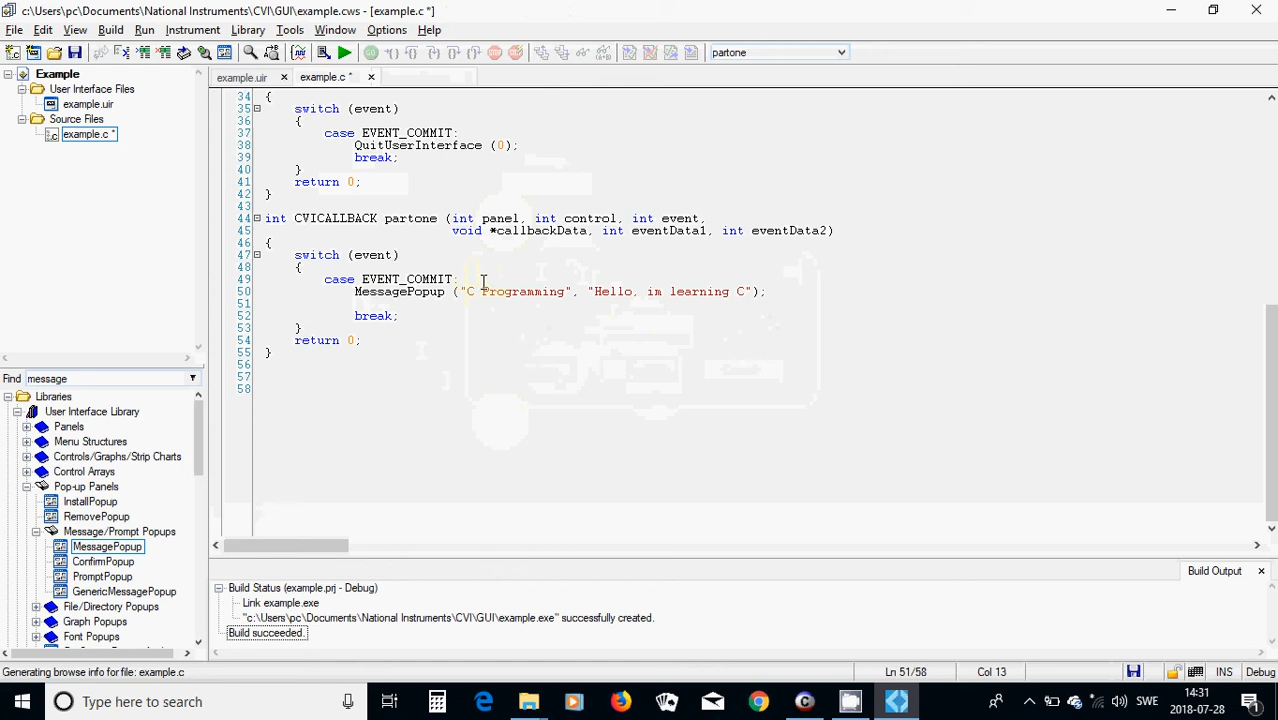 c:\Users\pc\Documents\National Instruments\CVI\GUI\example.cws - [example.c *]
File Edit View Build Run Instrument Library Tools Window Options Help
partone
Example
User Interface Files
example.uir
Source Files
example.c *
example.uir
example.c *
34 {
35 switch (event)
36 {
37 case EVENT_COMMIT:
38 QuitUserInterface (0);
39 break;
40 }
41 return 0;
42 }
43
44 int CVICALLBACK partone (int panel, int control, int event,
45 void *callbackData, int eventData1, int eventData2)
46 {
47 switch (event)
48 {
49 case EVENT_COMMIT:
50 MessagePopup ("C Programming", "Hello, im learning C");
51
52 break;
53 }
54 return 0;
55 }
56
57
58
Find message
Libraries
User Interface Library
Panels
Menu Structures
Controls/Graphs/Strip Charts
Control Arrays
Pop-up Panels
InstallPopup
RemovePopup
Message/Prompt Popups
MessagePopup
ConfirmPopup
PromptPopup
GenericMessagePopup
File/Directory Popups
Graph Popups
Font Popups
Build Output
Build Status (example.prj - Debug)
Link example.exe
"c:\Users\pc\Documents\National Instruments\CVI\GUI\example.exe" successfully created.
Build succeeded.
Generating browse info for file: example.c
Ln 51/58
Col 13
INS
Debug
Type here to search
SWE
14:31
2018-07-28